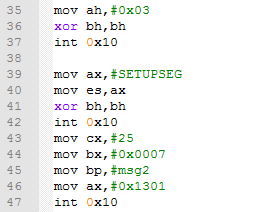 35 mov ah,#0x03
36 xor bh,bh
37 int 0x10
38
39 mov ax,#SETUPSEG
40 mov es,ax
41 xor bh,bh
42 int 0x10
43 mov cx,#25
44 mov bx,#0x0007
45 mov bp,#msg2
46 mov ax,#0x1301
47 int 0x10